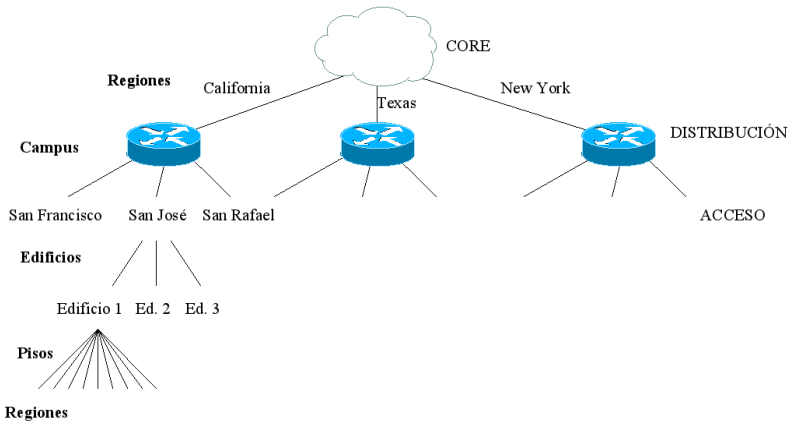 CORE
Regiones
California
New York
Texas
DISTRIBUCIÓN
Campus
San Francisco
San José
San Rafael
ACCESO
Edificios
Edificio 1
Ed. 2
Ed. 3
Pisos
Regiones